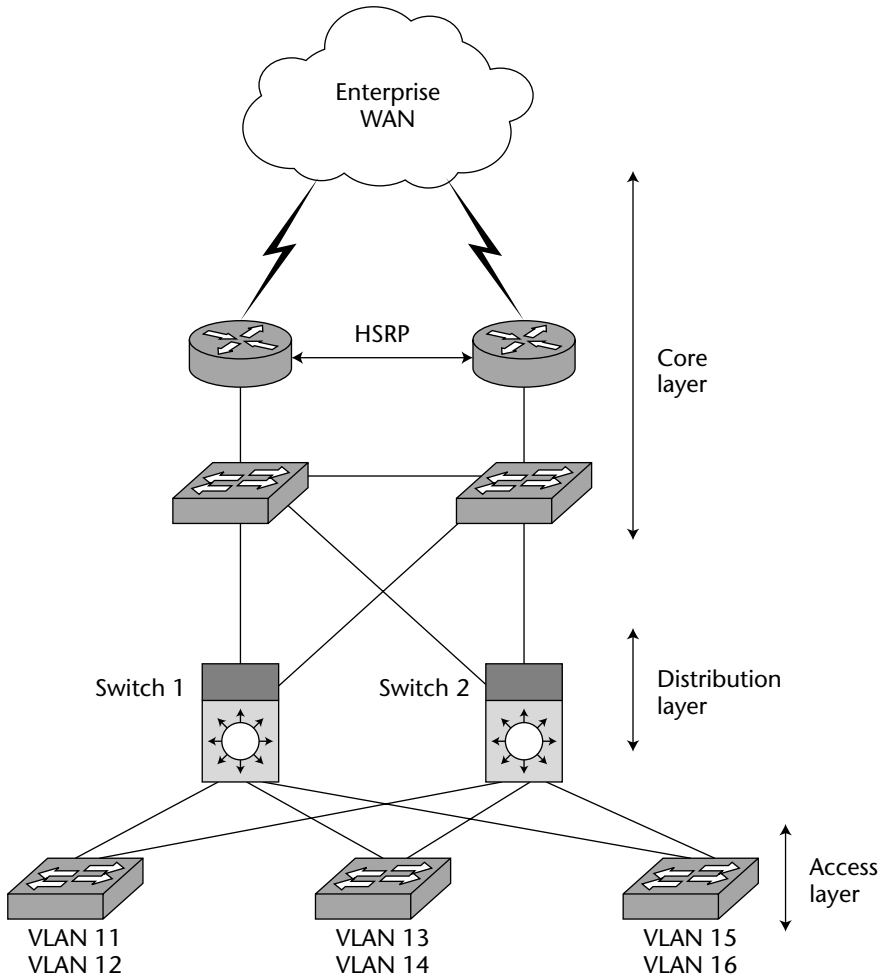 Enterprise
WAN
HSRP
Core
layer
Switch 1
Switch 2
Distribution
layer
Access
layer
VLAN 11
VLAN 12
VLAN 13
VLAN 14
VLAN 15
VLAN 16